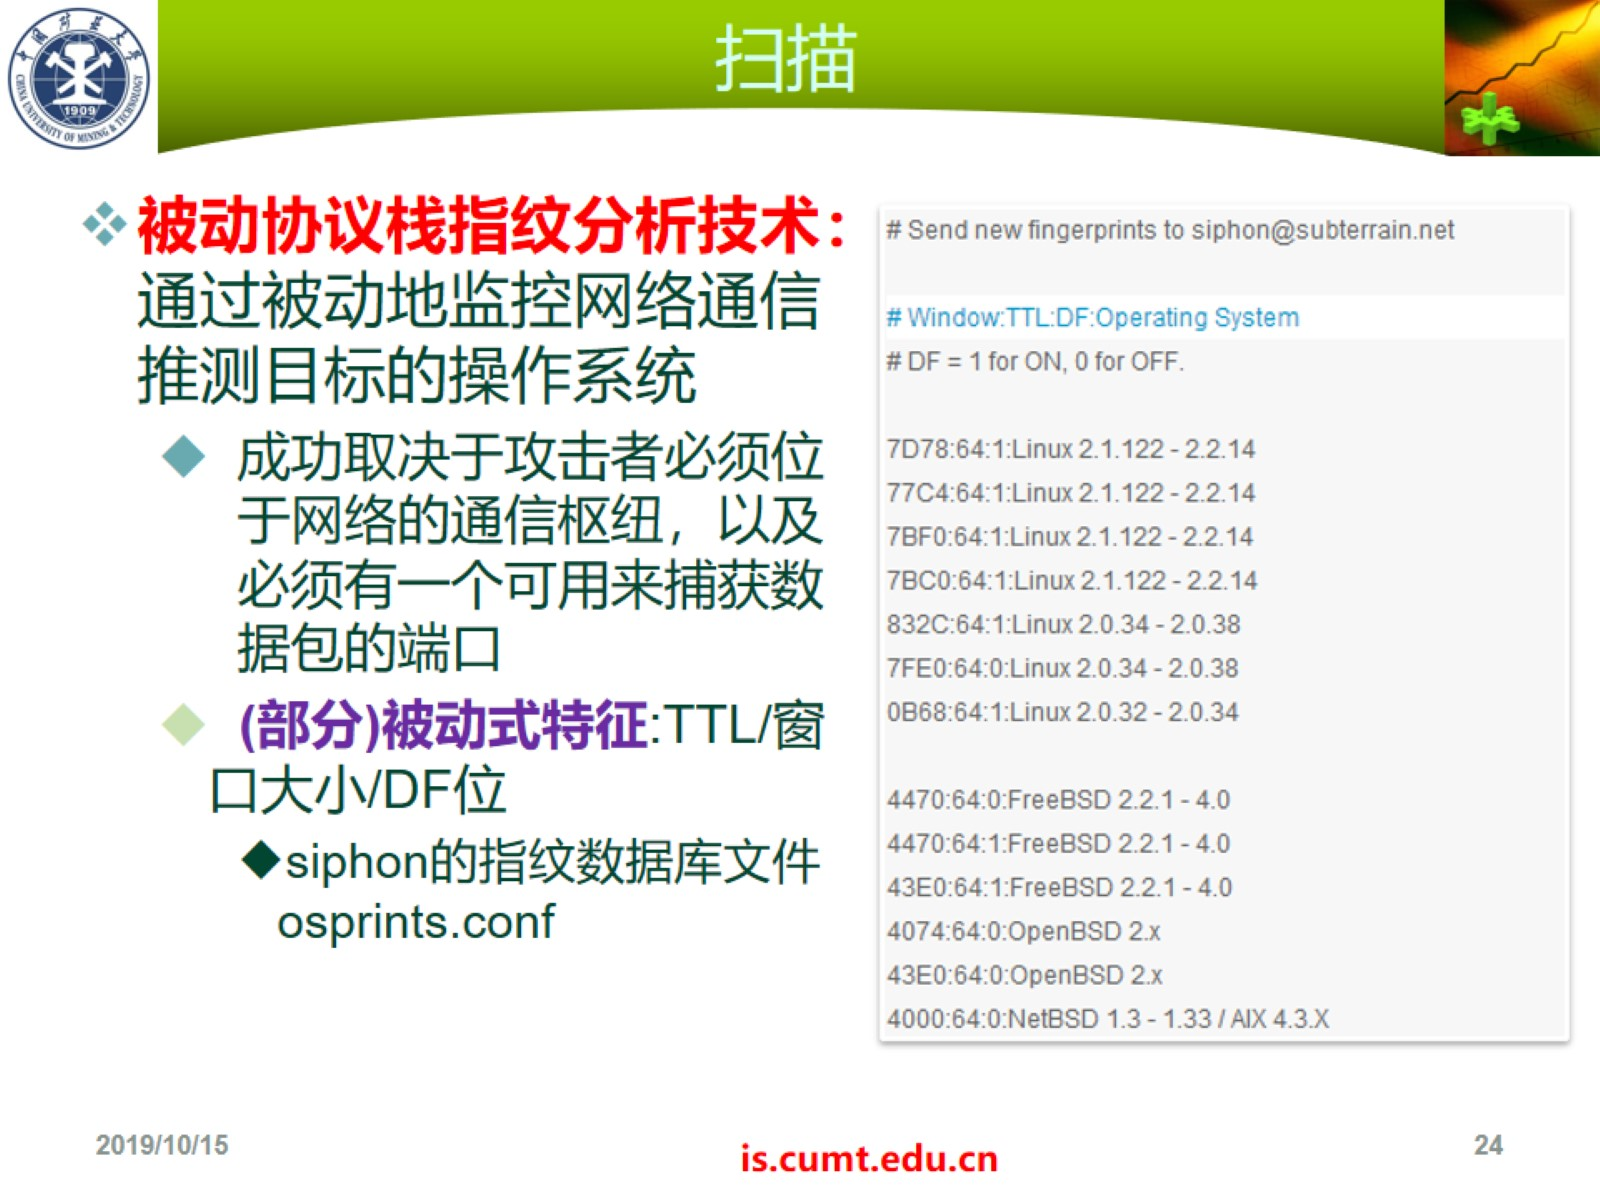 中国矿业大学
CHINA UNIVERSITY OF MINING & TECHNOLOGY
1909
扫描
被动协议栈指纹分析技术：
通过被动地监控网络通信
推测目标的操作系统
成功取决于攻击者必须位
于网络的通信枢纽，以及
必须有一个可用来捕获数
据包的端口
(部分)被动式特征:TTL/窗
口大小/DF位
siphon的指纹数据库文件
osprints.conf
# Send new fingerprints to siphon@subterrain.net
# Window:TTL:DF:Operating System
# DF = 1 for ON, 0 for OFF.
7D78:64:1:Linux 2.1.122 - 2.2.14
77C4:64:1:Linux 2.1.122 - 2.2.14
7BF0:64:1:Linux 2.1.122 - 2.2.14
7BC0:64:1:Linux 2.1.122 - 2.2.14
832C:64:1:Linux 2.0.34 - 2.0.38
7FE0:64:0:Linux 2.0.34 - 2.0.38
0B68:64:1:Linux 2.0.32 - 2.0.34
4470:64:0:FreeBSD 2.2.1 - 4.0
4470:64:1:FreeBSD 2.2.1 - 4.0
43E0:64:1:FreeBSD 2.2.1 - 4.0
4074:64:0:OpenBSD 2.x
43E0:64:0:OpenBSD 2.x
4000:64:0:NetBSD 1.3 - 1.33 / AIX 4.3.X
2019/10/15
is.cumt.edu.cn
24